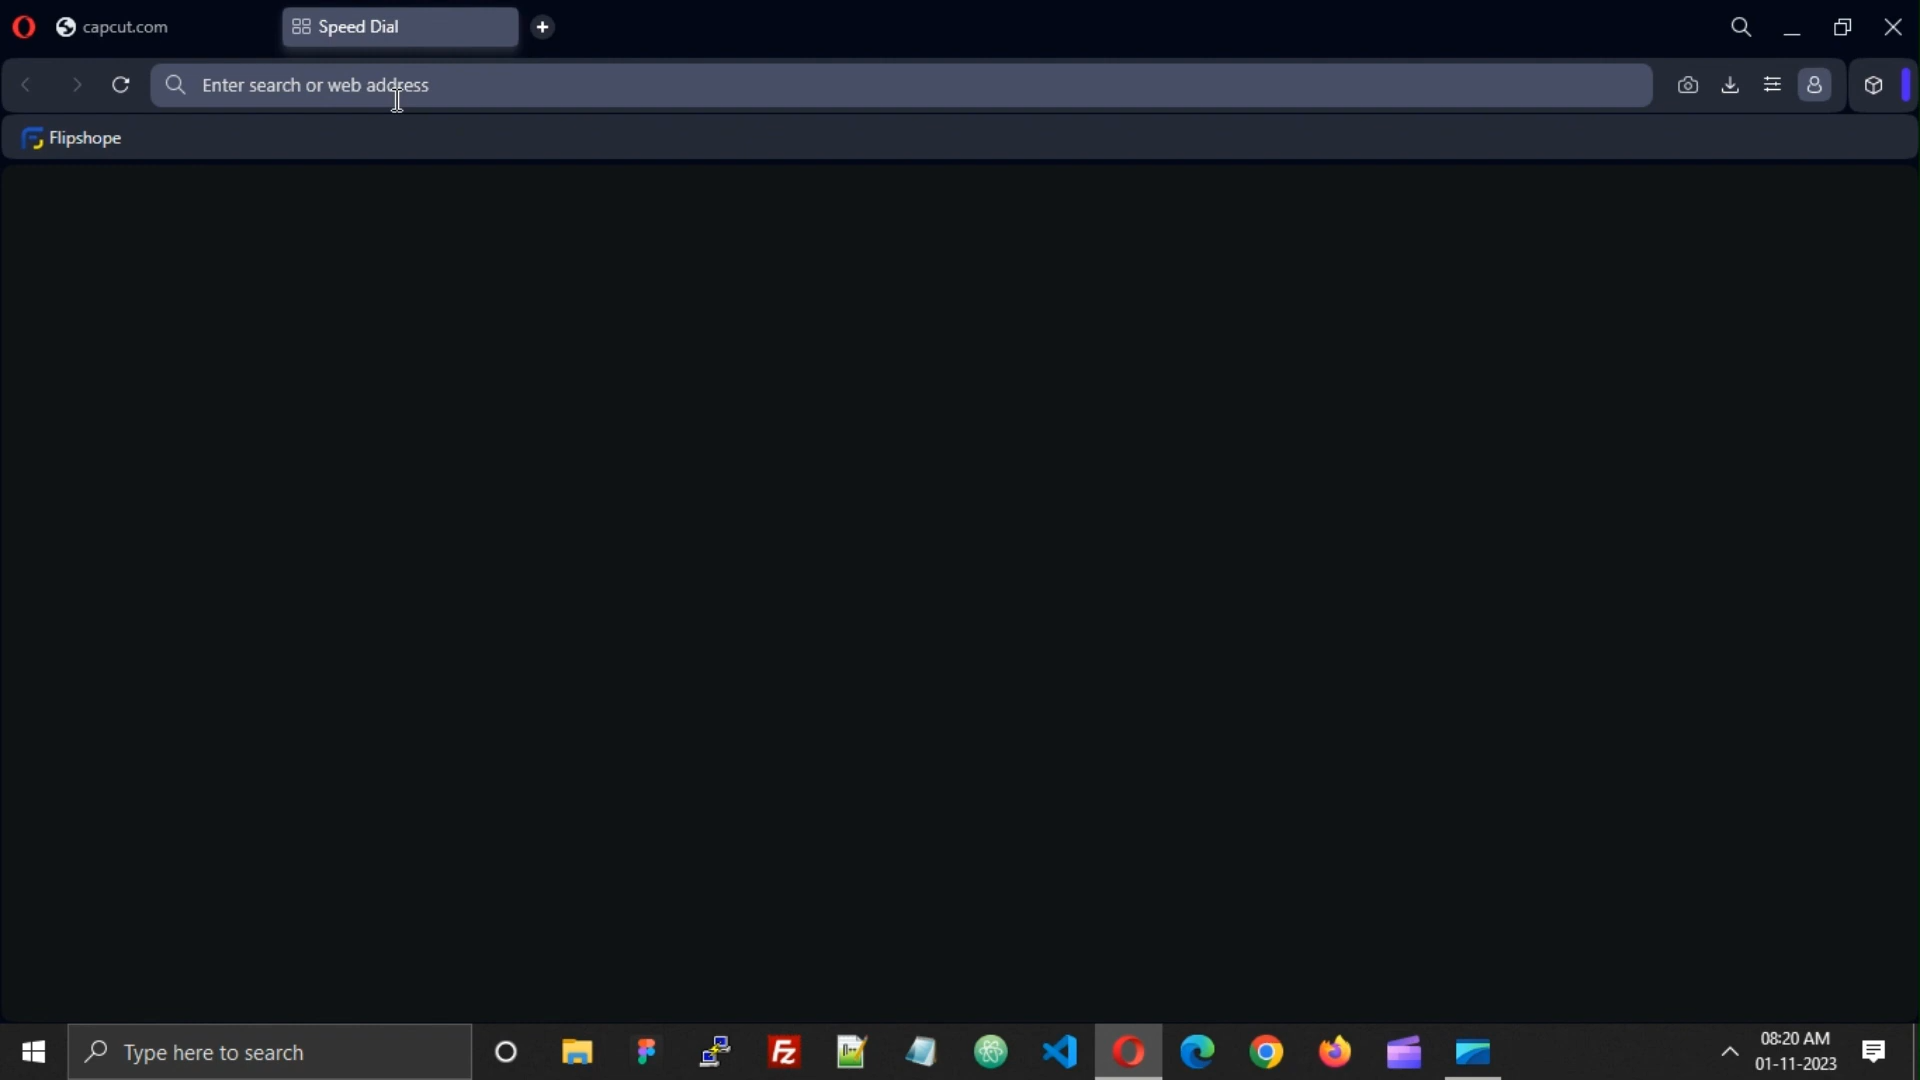 capcut.com
Speed Dial
Enter search or web address
Flipshope
Type here to search
Fz
08:20 AM
01-11-2023